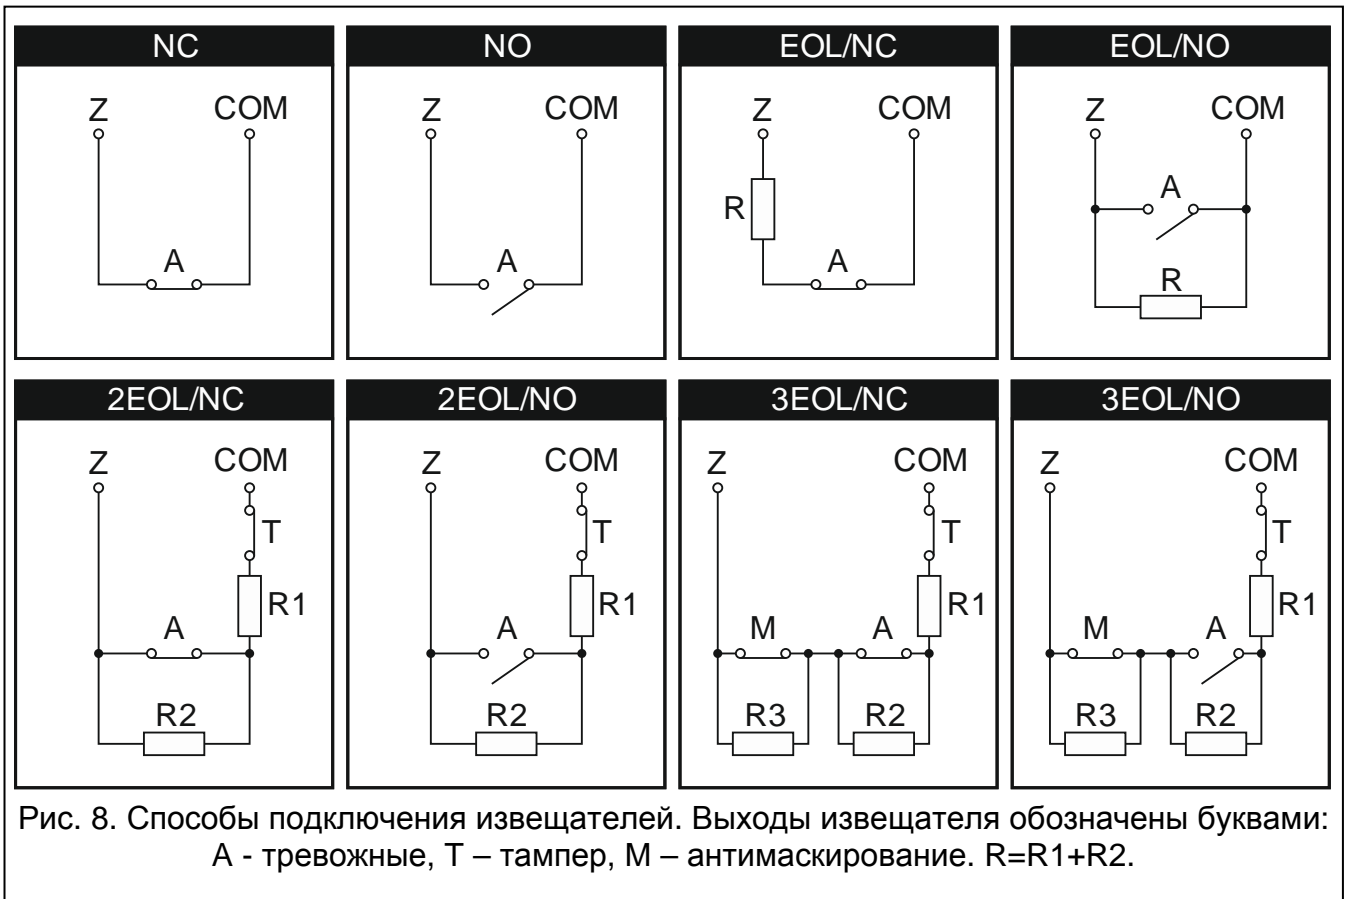 NC NO EOL/NC EOL/NO
Z COM Z COM Z COM Z COM
A
R
A A A
R
2EOL/NC 2EOL/NO 3EOL/NC 3EOL/NO
Z COM Z COM Z COM Z COM
T T T T
R1 R1 R1 R1
A A M A M A
R2 R2 R3 R2 R3 R2
Рис. 8. Способы подключения извещателей. Выходы извещателя обозначены буквами:
А - тревожные, Т – тампер, М – антимаскирование. R=R1+R2.